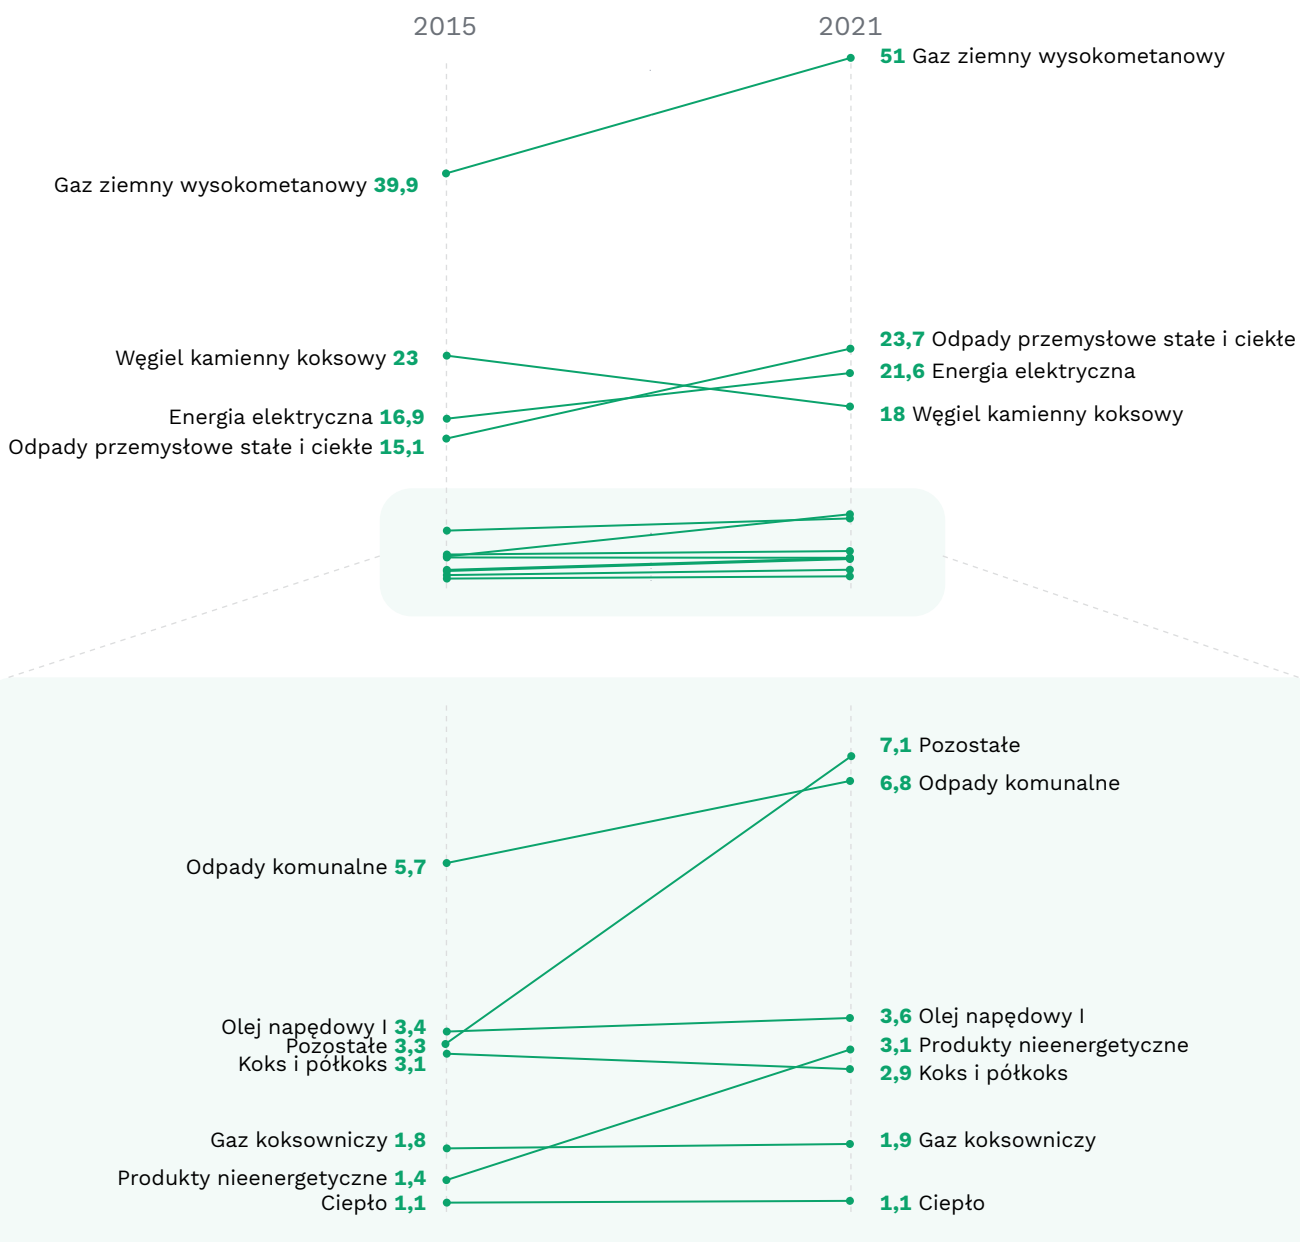 2015
2021
51 Gaz ziemny wysokometanowy
Gaz ziemny wysokometanowy 39,9
23,7 Odpady przemysłowe stałe i ciekłe
Węgiel kamienny koksowy 23
21,6 Energia elektryczna
18 Węgiel kamienny koksowy
Energia elektryczna 16,9
Odpady przemysłowe stałe i ciekłe 15,1
7,1 Pozostałe
6,8 Odpady komunalne
Odpady komunalne 5,7
3,6 Olej napędowy I
Olej napędowy I 3,4
Pozostałe 3,3
3,1 Produkty nieenergetyczne
Koks i półkoks 3,1
2,9 Koks i półkoks
Gaz koksowniczy 1,8
1,9 Gaz koksowniczy
Produkty nieenergetyczne 1,4
Ciepło 1,1
1,1 Ciepło